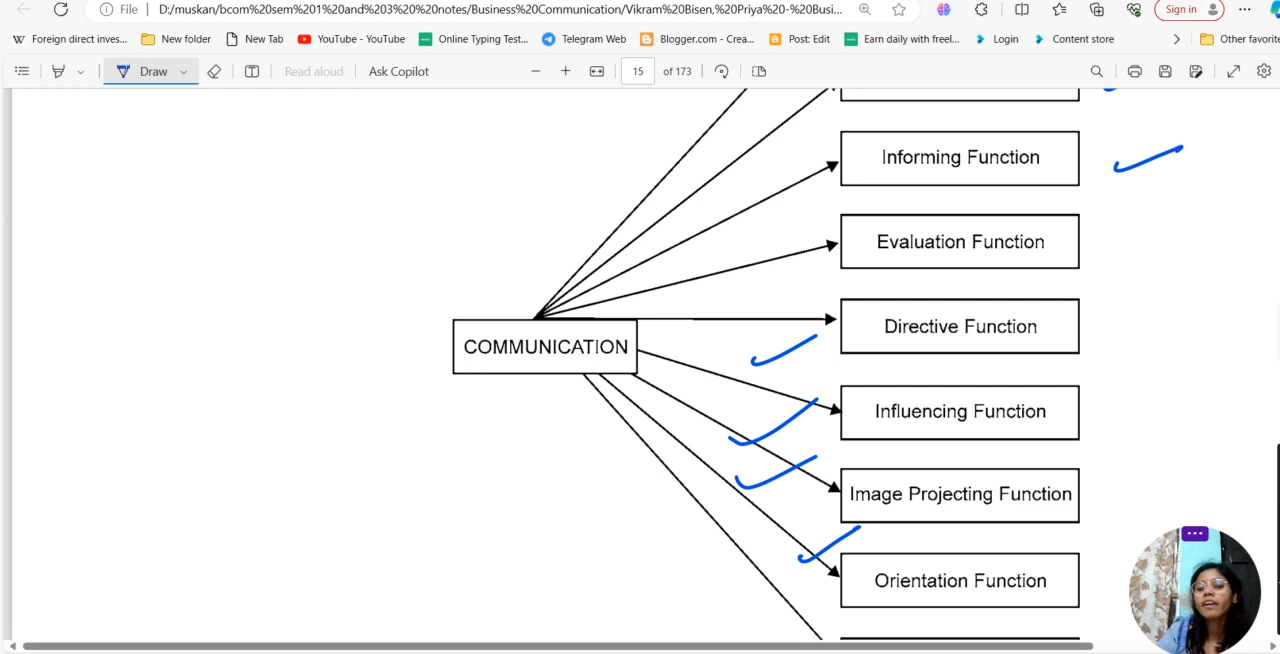 File D:/muskan/bcom%20sem%201%20and%203%20%20notes/Business%20Communication/Vikram%20Bisen,%20Priya%20-%20Busi... Sign in
Foreign direct inves... New folder New Tab YouTube - YouTube Online Typing Test... Telegram Web Blogger.com - Crea... Post: Edit Earn daily with freel... Login Content store Other favorite
Draw Read aloud Ask Copilot 15 of 173
Informing Function
Evaluation Function
Directive Function
COMMUNICATION
Influencing Function
Image Projecting Function
Orientation Function